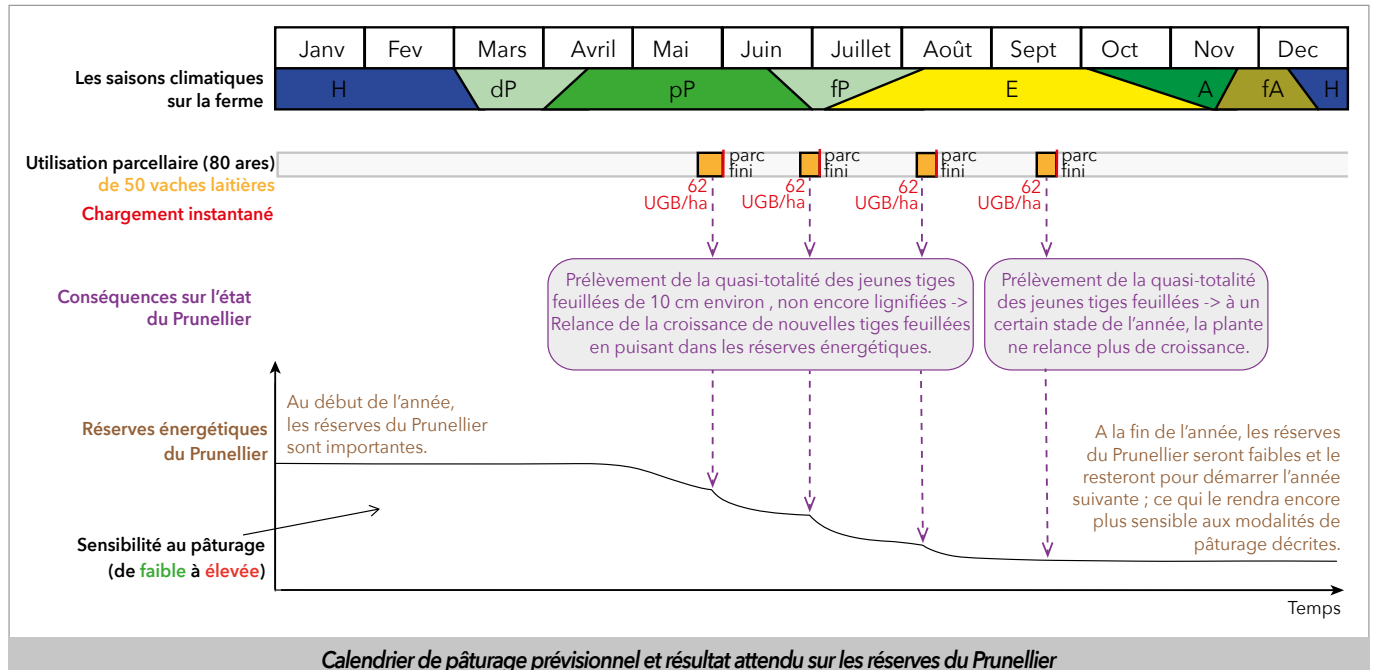 Janv Fev Mars Avril Mai Juin Juillet Août Sept Oct Nov Dec
Les saisons climatiques
sur la ferme
H dP pP fP E A fA H
Utilisation parcellaire (80 ares)
de 50 vaches laitières
Chargement instantané
parc
fini
parc
fini
parc
fini
parc
fini
62
UGB/ha
62
UGB/ha
62
UGB/ha
62
UGB/ha
Conséquences sur l'état
du Prunellier
Prélèvement de la quasi-totalité des jeunes tiges
feuillées de 10 cm environ , non encore lignifiées ->
Relance de la croissance de nouvelles tiges feuillées
en puisant dans les réserves énergétiques.
Prélèvement de la quasi-totalité
des jeunes tiges feuillées -> à un
certain stade de l'année, la plante
ne relance plus de croissance.
Réserves énergétiques
du Prunellier
Au début de l'année,
les réserves du Prunellier
sont importantes.
A la fin de l'année, les réserves
du Prunellier seront faibles et le
resteront pour démarrer l'année
suivante ; ce qui le rendra encore
plus sensible aux modalités de
pâturage décrites.
Sensibilité au pâturage
(de faible à élevée)
Temps
Calendrier de pâturage prévisionnel et résultat attendu sur les réserves du Prunellier